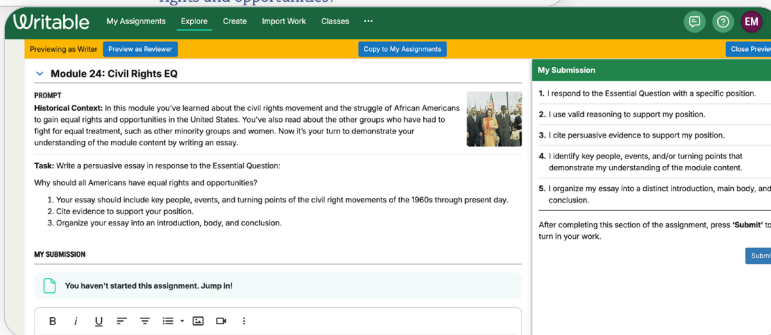 rights and opportunities?
Writable
My Assignments
Explore
Create
Import Work
Classes
EM
Previewing as Writer
Preview as Reviewer
Copy to My Assignments
Close Preview
Module 24: Civil Rights EQ
PROMPT
Historical Context: In this module you've learned about the civil rights movement and the struggle of African Americans
to gain equal rights and opportunities in the United States. You've also read about the other groups who have had to
fight for equal treatment, such as other minority groups and women. Now it's your turn to demonstrate your
understanding of the module content by writing an essay.
Task: Write a persuasive essay in response to the Essential Question:
Why should all Americans have equal rights and opportunities?
1. Your essay should include key people, events, and turning points of the civil right movements of the 1960s through present day.
2. Cite evidence to support your position.
3. Organize your essay into an introduction, body, and conclusion.
MY SUBMISSION
You haven't started this assignment. Jump in!
B i U
My Submission
1. I respond to the Essential Question with a specific position.
2. I use valid reasoning to support my position.
3. I cite persuasive evidence to support my position.
4. I identify key people, events, and/or turning points that
demonstrate my understanding of the module content.
5. I organize my essay into a distinct introduction, main body, and
conclusion.
After completing this section of the assignment, press 'Submit' to
turn in your work.
Submi